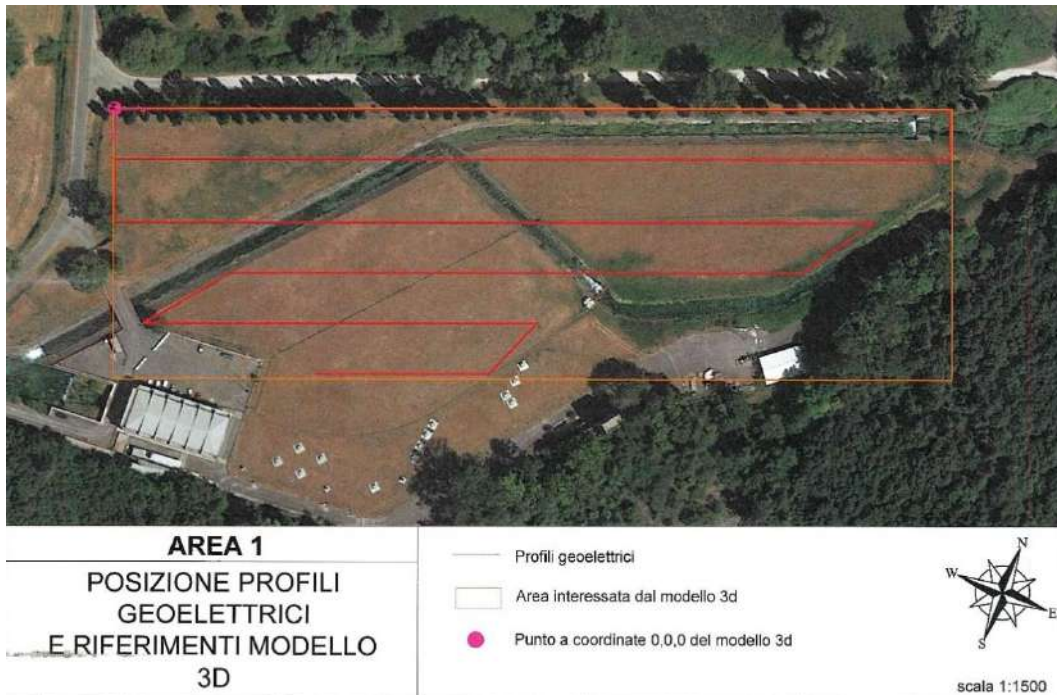 AREA 1
POSIZIONE PROFILI
GEOELETTRICI
E RIFERIMENTI MODELLO
3D
Profili geoelettrici
Area interessata dal modello 3d
Punto a coordinate 0,0,0 del modello 3d
N
W
E
S
scala 1:1500